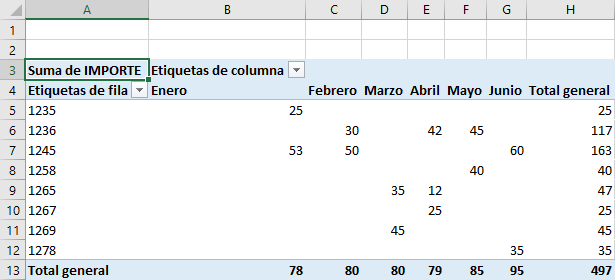 A B C D E F G H
1
2
3 Suma de IMPORTE Etiquetas de columna
4 Etiquetas de fila Enero Febrero Marzo Abril Mayo Junio Total general
5 1235 25 25
6 1236 30 42 45 117
7 1245 53 50 60 163
8 1258 40 40
9 1265 35 12 47
10 1267 25 25
11 1269 45 45
12 1278 35 35
13 Total general 78 80 80 79 85 95 497